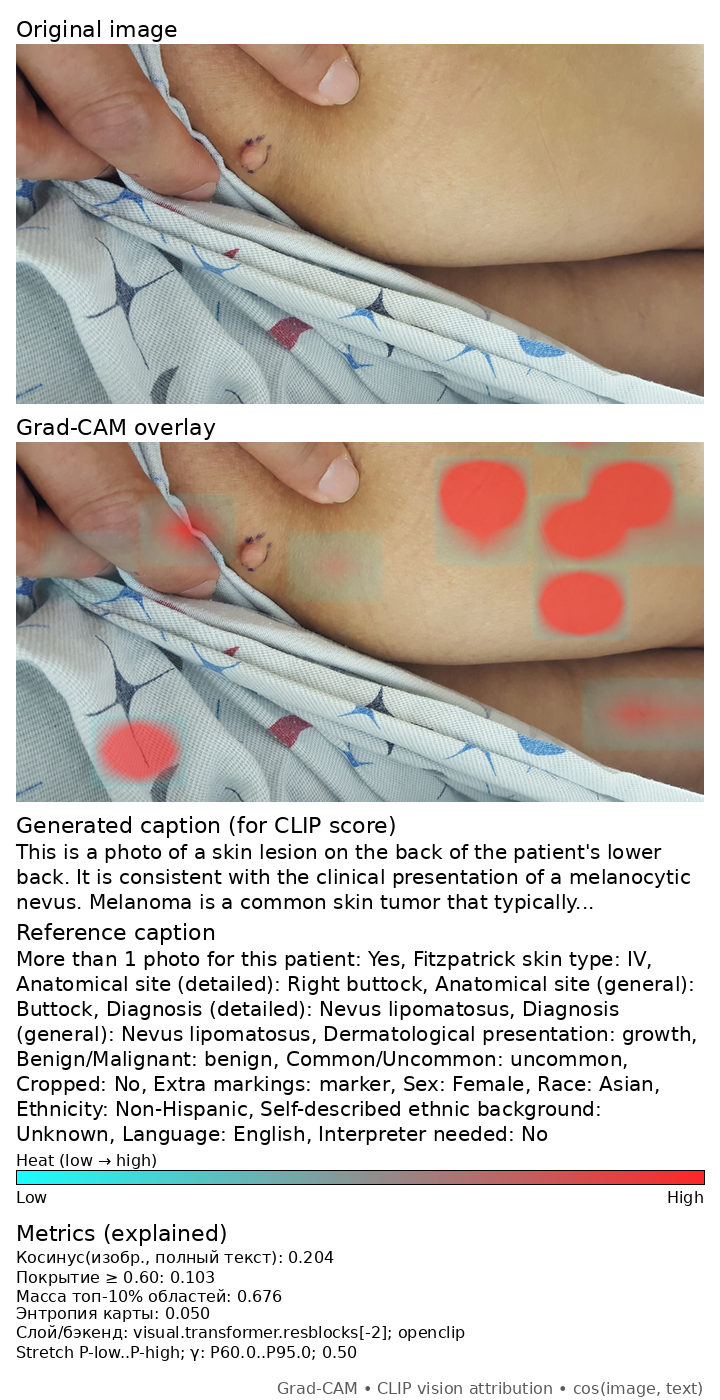 Original image
Grad-CAM overlay
Generated caption (for CLIP score)
This is a photo of a skin lesion on the back of the patient's lower
back. It is consistent with the clinical presentation of a melanocytic
nevus. Melanoma is a common skin tumor that typically...
Reference caption
More than 1 photo for this patient: Yes, Fitzpatrick skin type: IV,
Anatomical site (detailed): Right buttock, Anatomical site (general):
Buttock, Diagnosis (detailed): Nevus lipomatosus, Diagnosis
(general): Nevus lipomatosus, Dermatological presentation: growth,
Benign/Malignant: benign, Common/Uncommon: uncommon,
Cropped: No, Extra markings: marker, Sex: Female, Race: Asian,
Ethnicity: Non-Hispanic, Self-described ethnic background:
Unknown, Language: English, Interpreter needed: No
Heat (low → high)
Low High
Metrics (explained)
Косинус(изобр., полный текст): 0.204
Покрытие ≥ 0.60: 0.103
Масса топ-10% областей: 0.676
Энтропия карты: 0.050
Слой/бэкенд: visual.transformer.resblocks[-2]; openclip
Stretch P-low..P-high; γ: P60.0..P95.0; 0.50
Grad-CAM • CLIP vision attribution • cos(image, text)